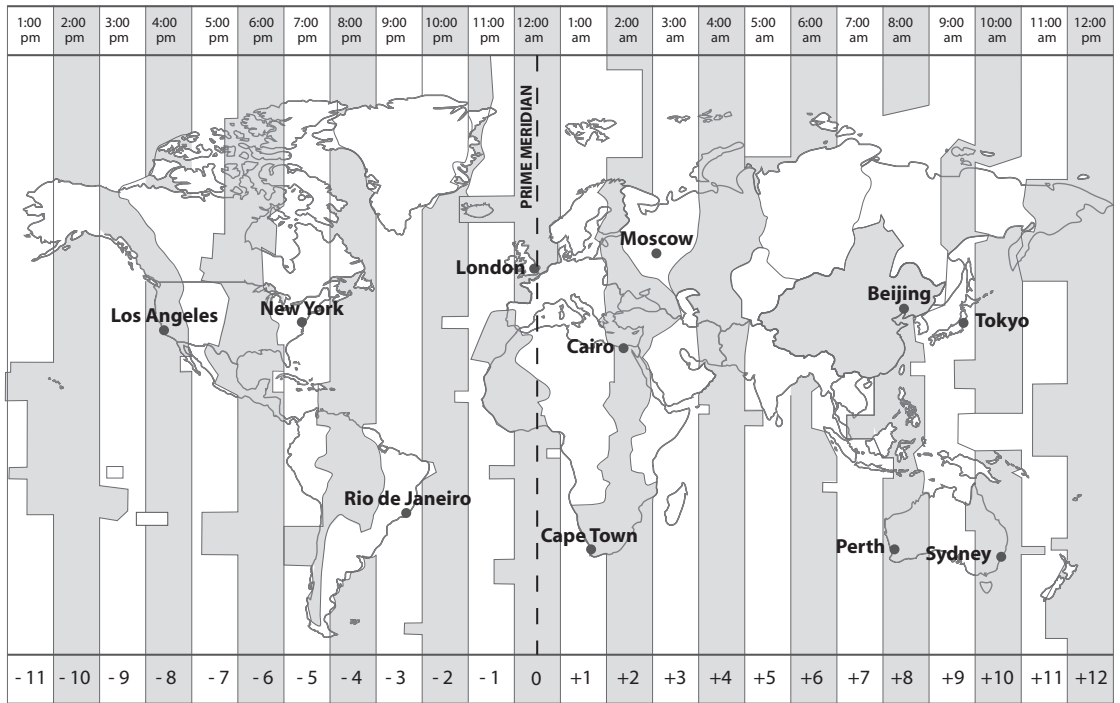 1:00 2:00 3:00 4:00 5:00 6:00 7:00 8:00 9:00 10:00 11:00 12:00 1:00 2:00 3:00 4:00 5:00 6:00 7:00 8:00 9:00 10:00 11:00 12:00
pm pm pm pm pm pm pm pm pm pm pm am am am am am am am am am am am am pm
PRIME MERIDIAN
Moscow
London
Beijing
New York
Los Angeles
Tokyo
Cairo
Rio de Janeiro
Cape Town
Perth
Sydney
- 11 - 10 - 9 - 8 - 7 - 6 - 5 - 4 - 3 - 2 - 1 0 +1 +2 +3 +4 +5 +6 +7 +8 +9 +10 +11 +12